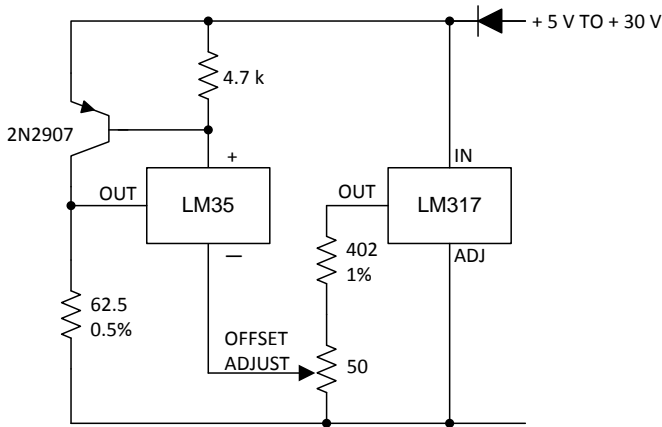 + 5 V TO + 30 V
4.7 k
2N2907
+
IN
OUT
LM35
OUT
LM317
—
ADJ
402
1%
62.5
0.5%
OFFSET
ADJUST
50